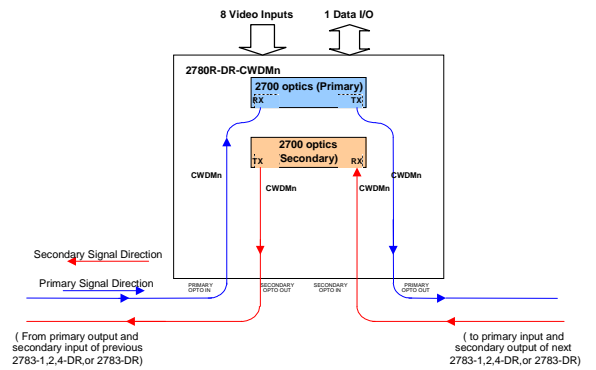 8 Video Inputs
1 Data I/O
2780R-DR-CWDMn
2700 optics (Primary)
RX
TX
2700 optics
(Secondary)
TX
RX
CWDMn
CWDMn
CWDMn
CWDMn
Secondary Signal Direction
Primary Signal Direction
PRIMARY
OPTO IN
SECONDARY
OPTO OUT
SECONDARY
OPTO IN
PRIMARY
OPTO OUT
( From primary output and
secondary input of previous
2783-1,2,4-DR,or 2783-DR)
( to primary input and
secondary output of next
2783-1,2,4-DR,or 2783-DR)